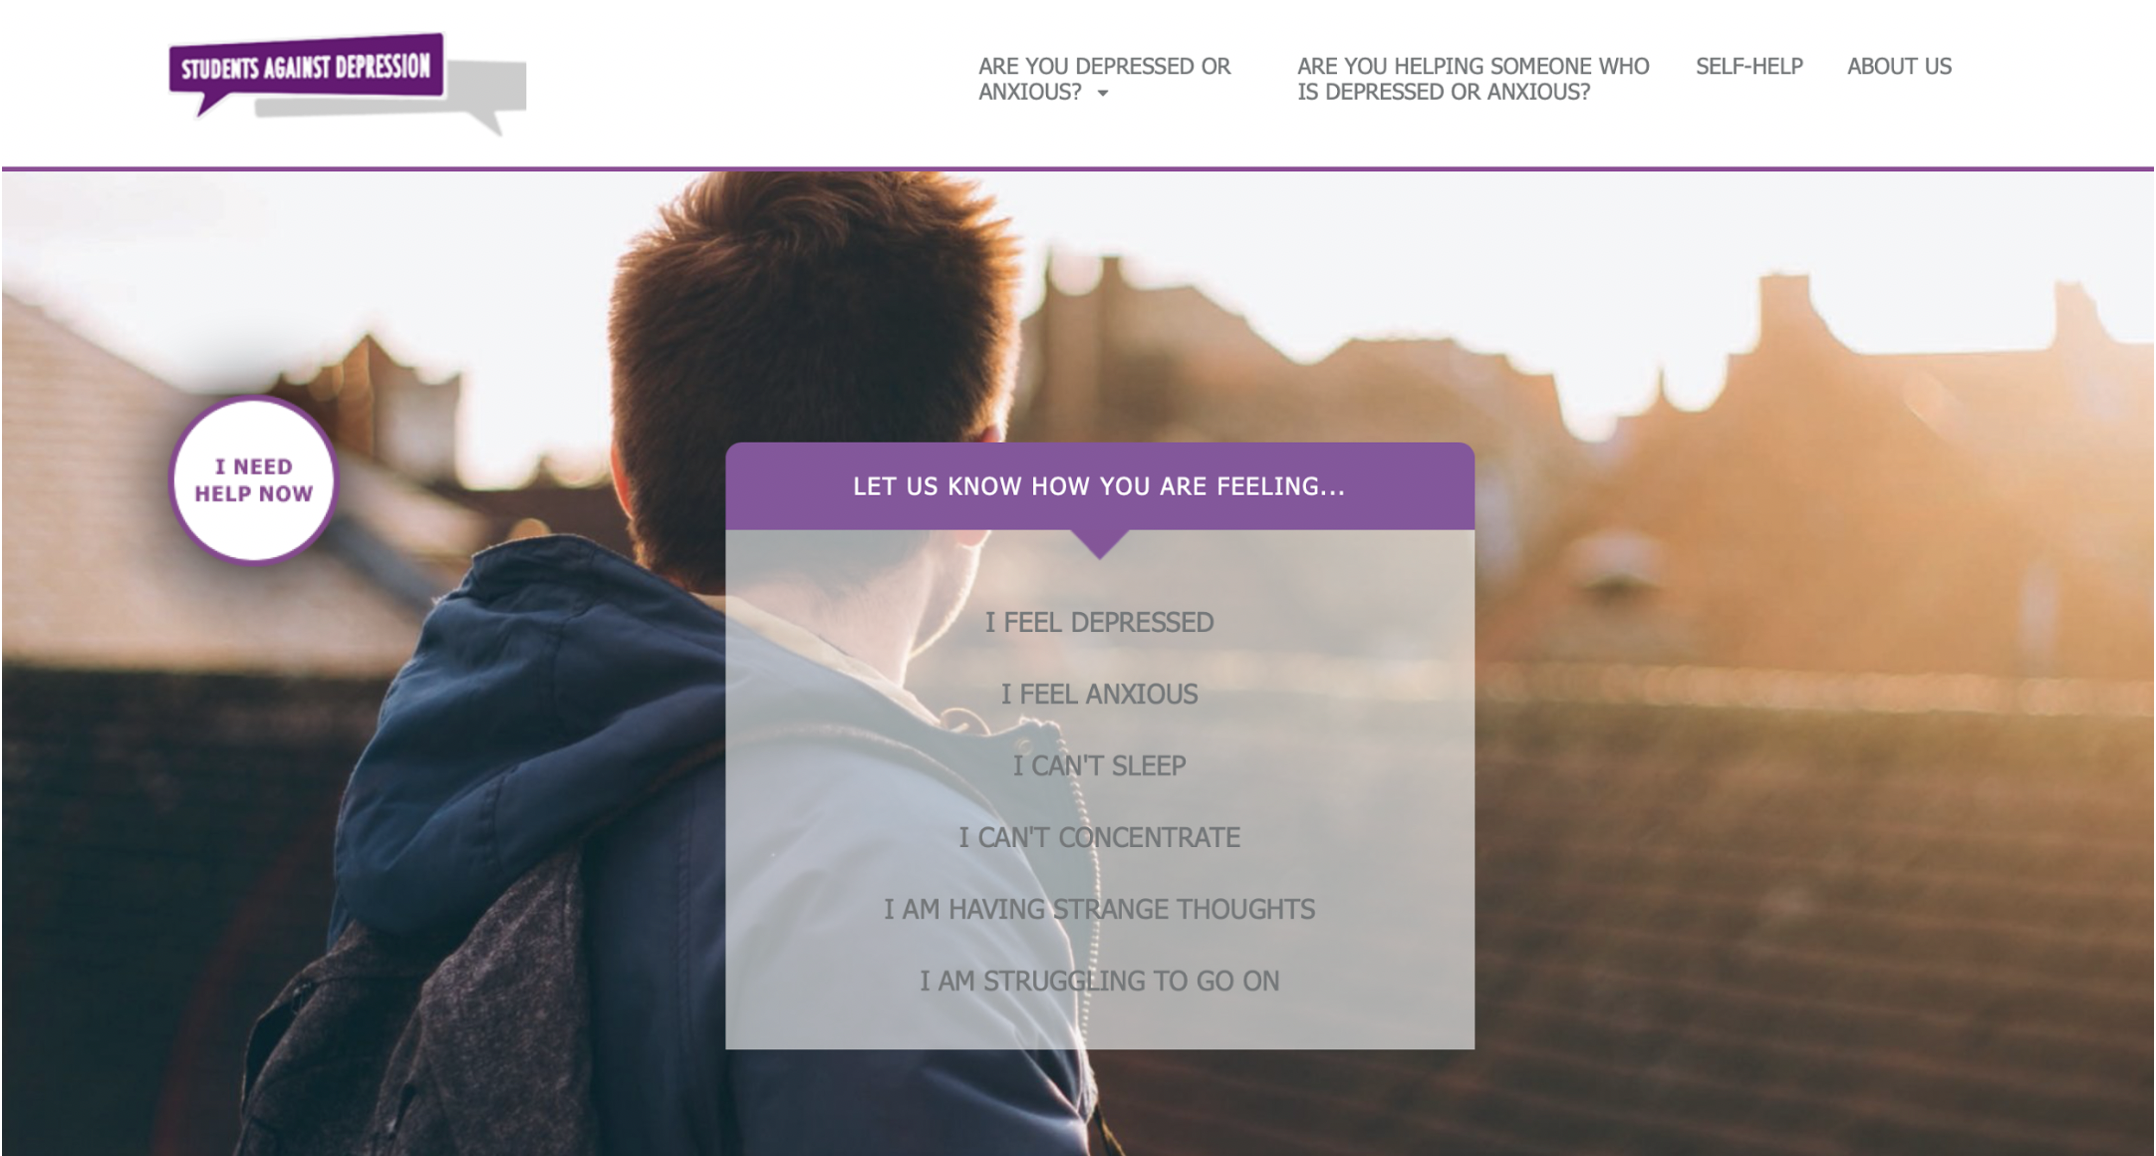 STUDENTS AGAINST DEPRESSION
ARE YOU DEPRESSED OR
ANXIOUS?
ARE YOU HELPING SOMEONE WHO
IS DEPRESSED OR ANXIOUS?
SELF-HELP
ABOUT US
I NEED
HELP NOW
LET US KNOW HOW YOU ARE FEELING...
I FEEL DEPRESSED
I FEEL ANXIOUS
I CAN'T SLEEP
I CAN'T CONCENTRATE
I AM HAVING STRANGE THOUGHTS
I AM STRUGGLING TO GO ON